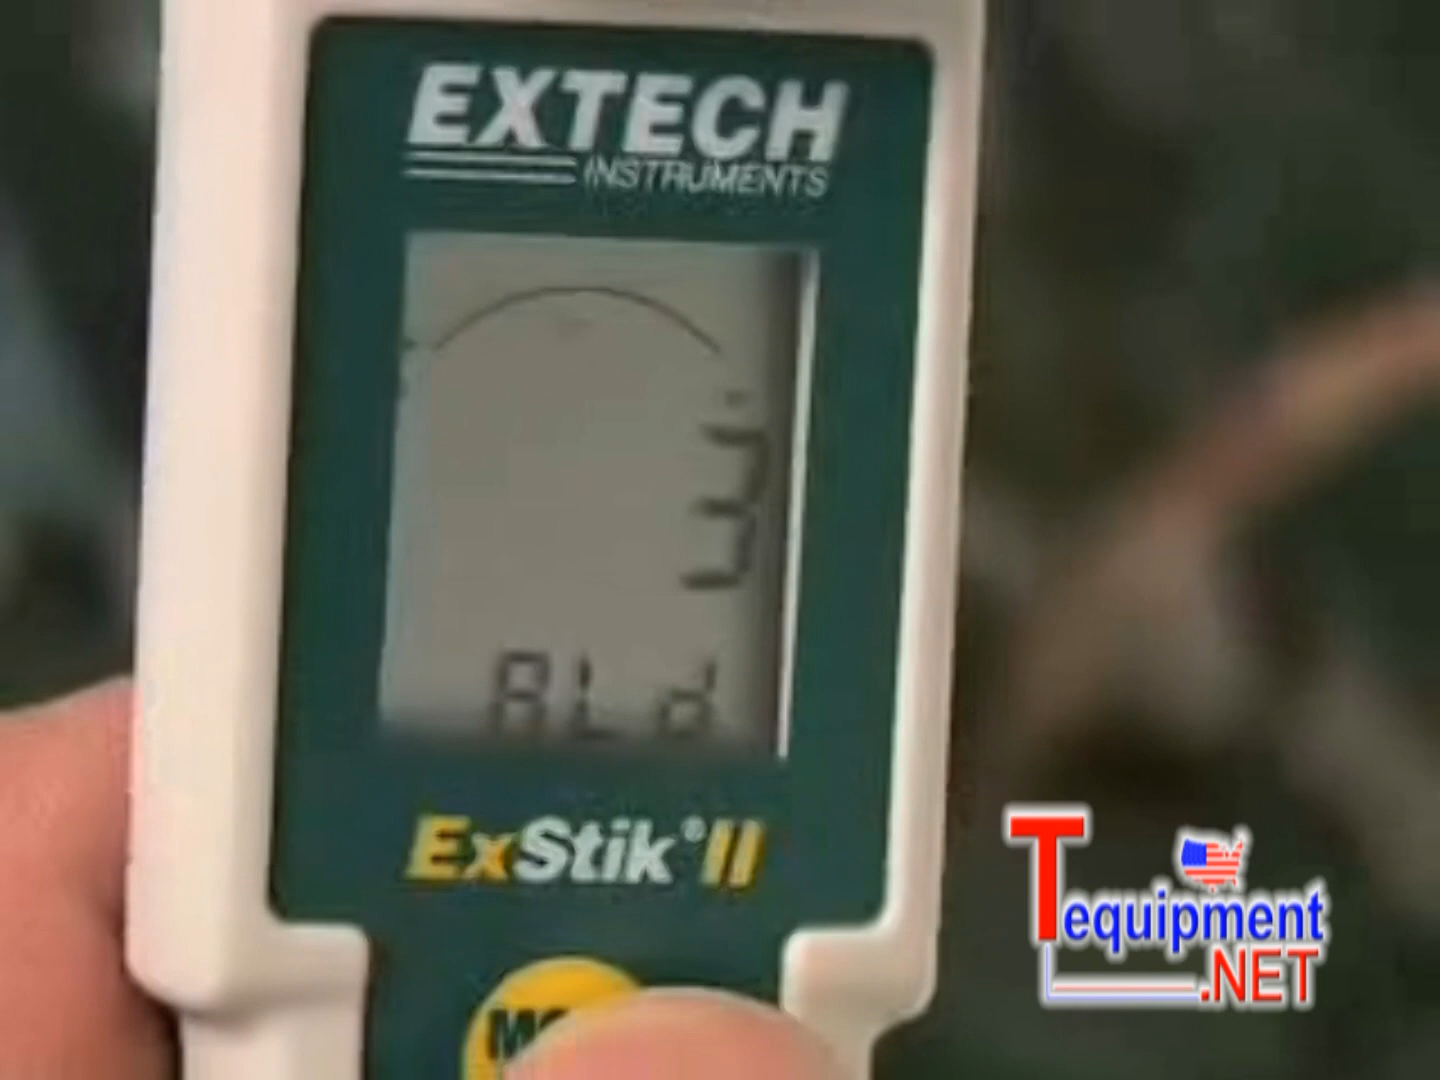 EXTECH
INSTRUMENTS
3
ExStik®II
Tequipment
.NET